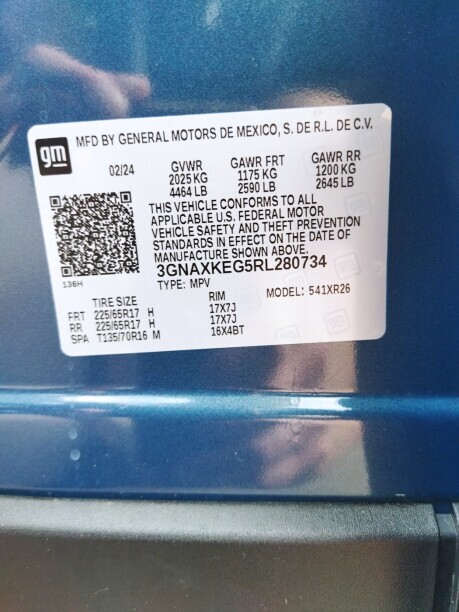 gm
MFD BY GENERAL MOTORS DE MEXICO, S. DE R.L. DE C.V.
02/24 GVWR GAWR FRT GAWR RR
2025 KG 1175 KG 1200 KG
4464 LB 2590 LB 2645 LB
THIS VEHICLE CONFORMS TO ALL
APPLICABLE U.S. FEDERAL MOTOR
VEHICLE SAFETY AND THEFT PREVENTION
STANDARDS IN EFFECT ON THE DATE OF
MANUFACTURE SHOWN ABOVE.
3GNAXKEG5RL280734
136H TYPE: MPV
TIRE SIZE RIM MODEL: 541XR26
FRT 225/65R17 H 17X7J
RR 225/65R17 H 17X7J
SPA T135/70R16 M 16X4BT